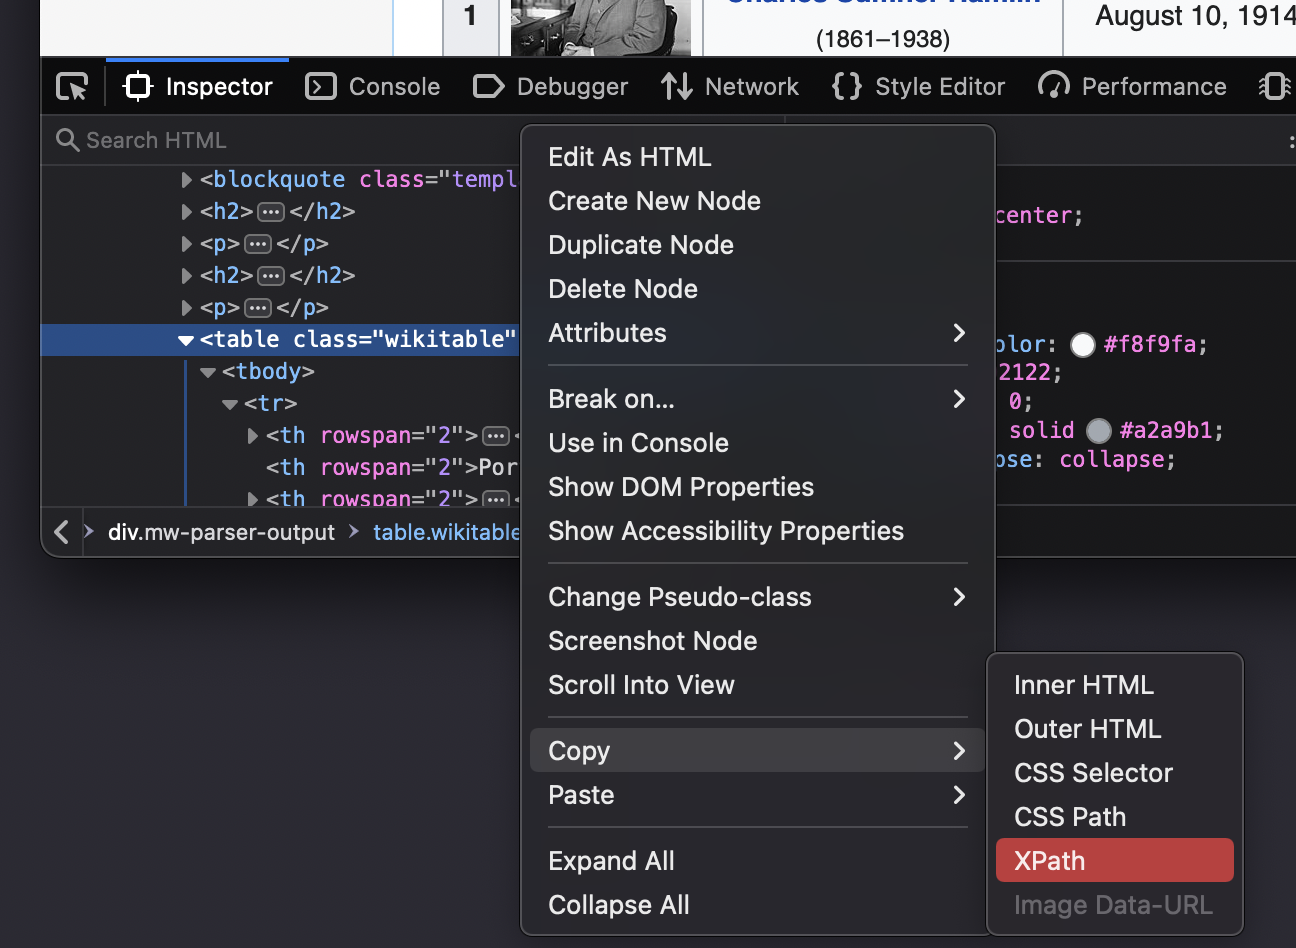 1
Charles Sumner Hamlin
(1861–1938)
August 10, 1914
Inspector
Console
Debugger
Network
Style Editor
Performance
Search HTML
<blockquote class="templ
<h2>•••</h2>
<p>•••</p>
<h2>•••</h2>
<p>•••</p>
<table class="wikitable"
<tbody>
<tr>
<th rowspan="2">•••<
<th rowspan="2">Por
<th rowspan="2">•••<
div.mw-parser-output
table.wikitable
Edit As HTML
Create New Node
Duplicate Node
Delete Node
Attributes
Break on...
Use in Console
Show DOM Properties
Show Accessibility Properties
Change Pseudo-class
Screenshot Node
Scroll Into View
Copy
Paste
Expand All
Collapse All
center;
olor: #f8f9fa;
2122;
0;
solid #a2a9b1;
pse: collapse;
Inner HTML
Outer HTML
CSS Selector
CSS Path
XPath
Image Data-URL